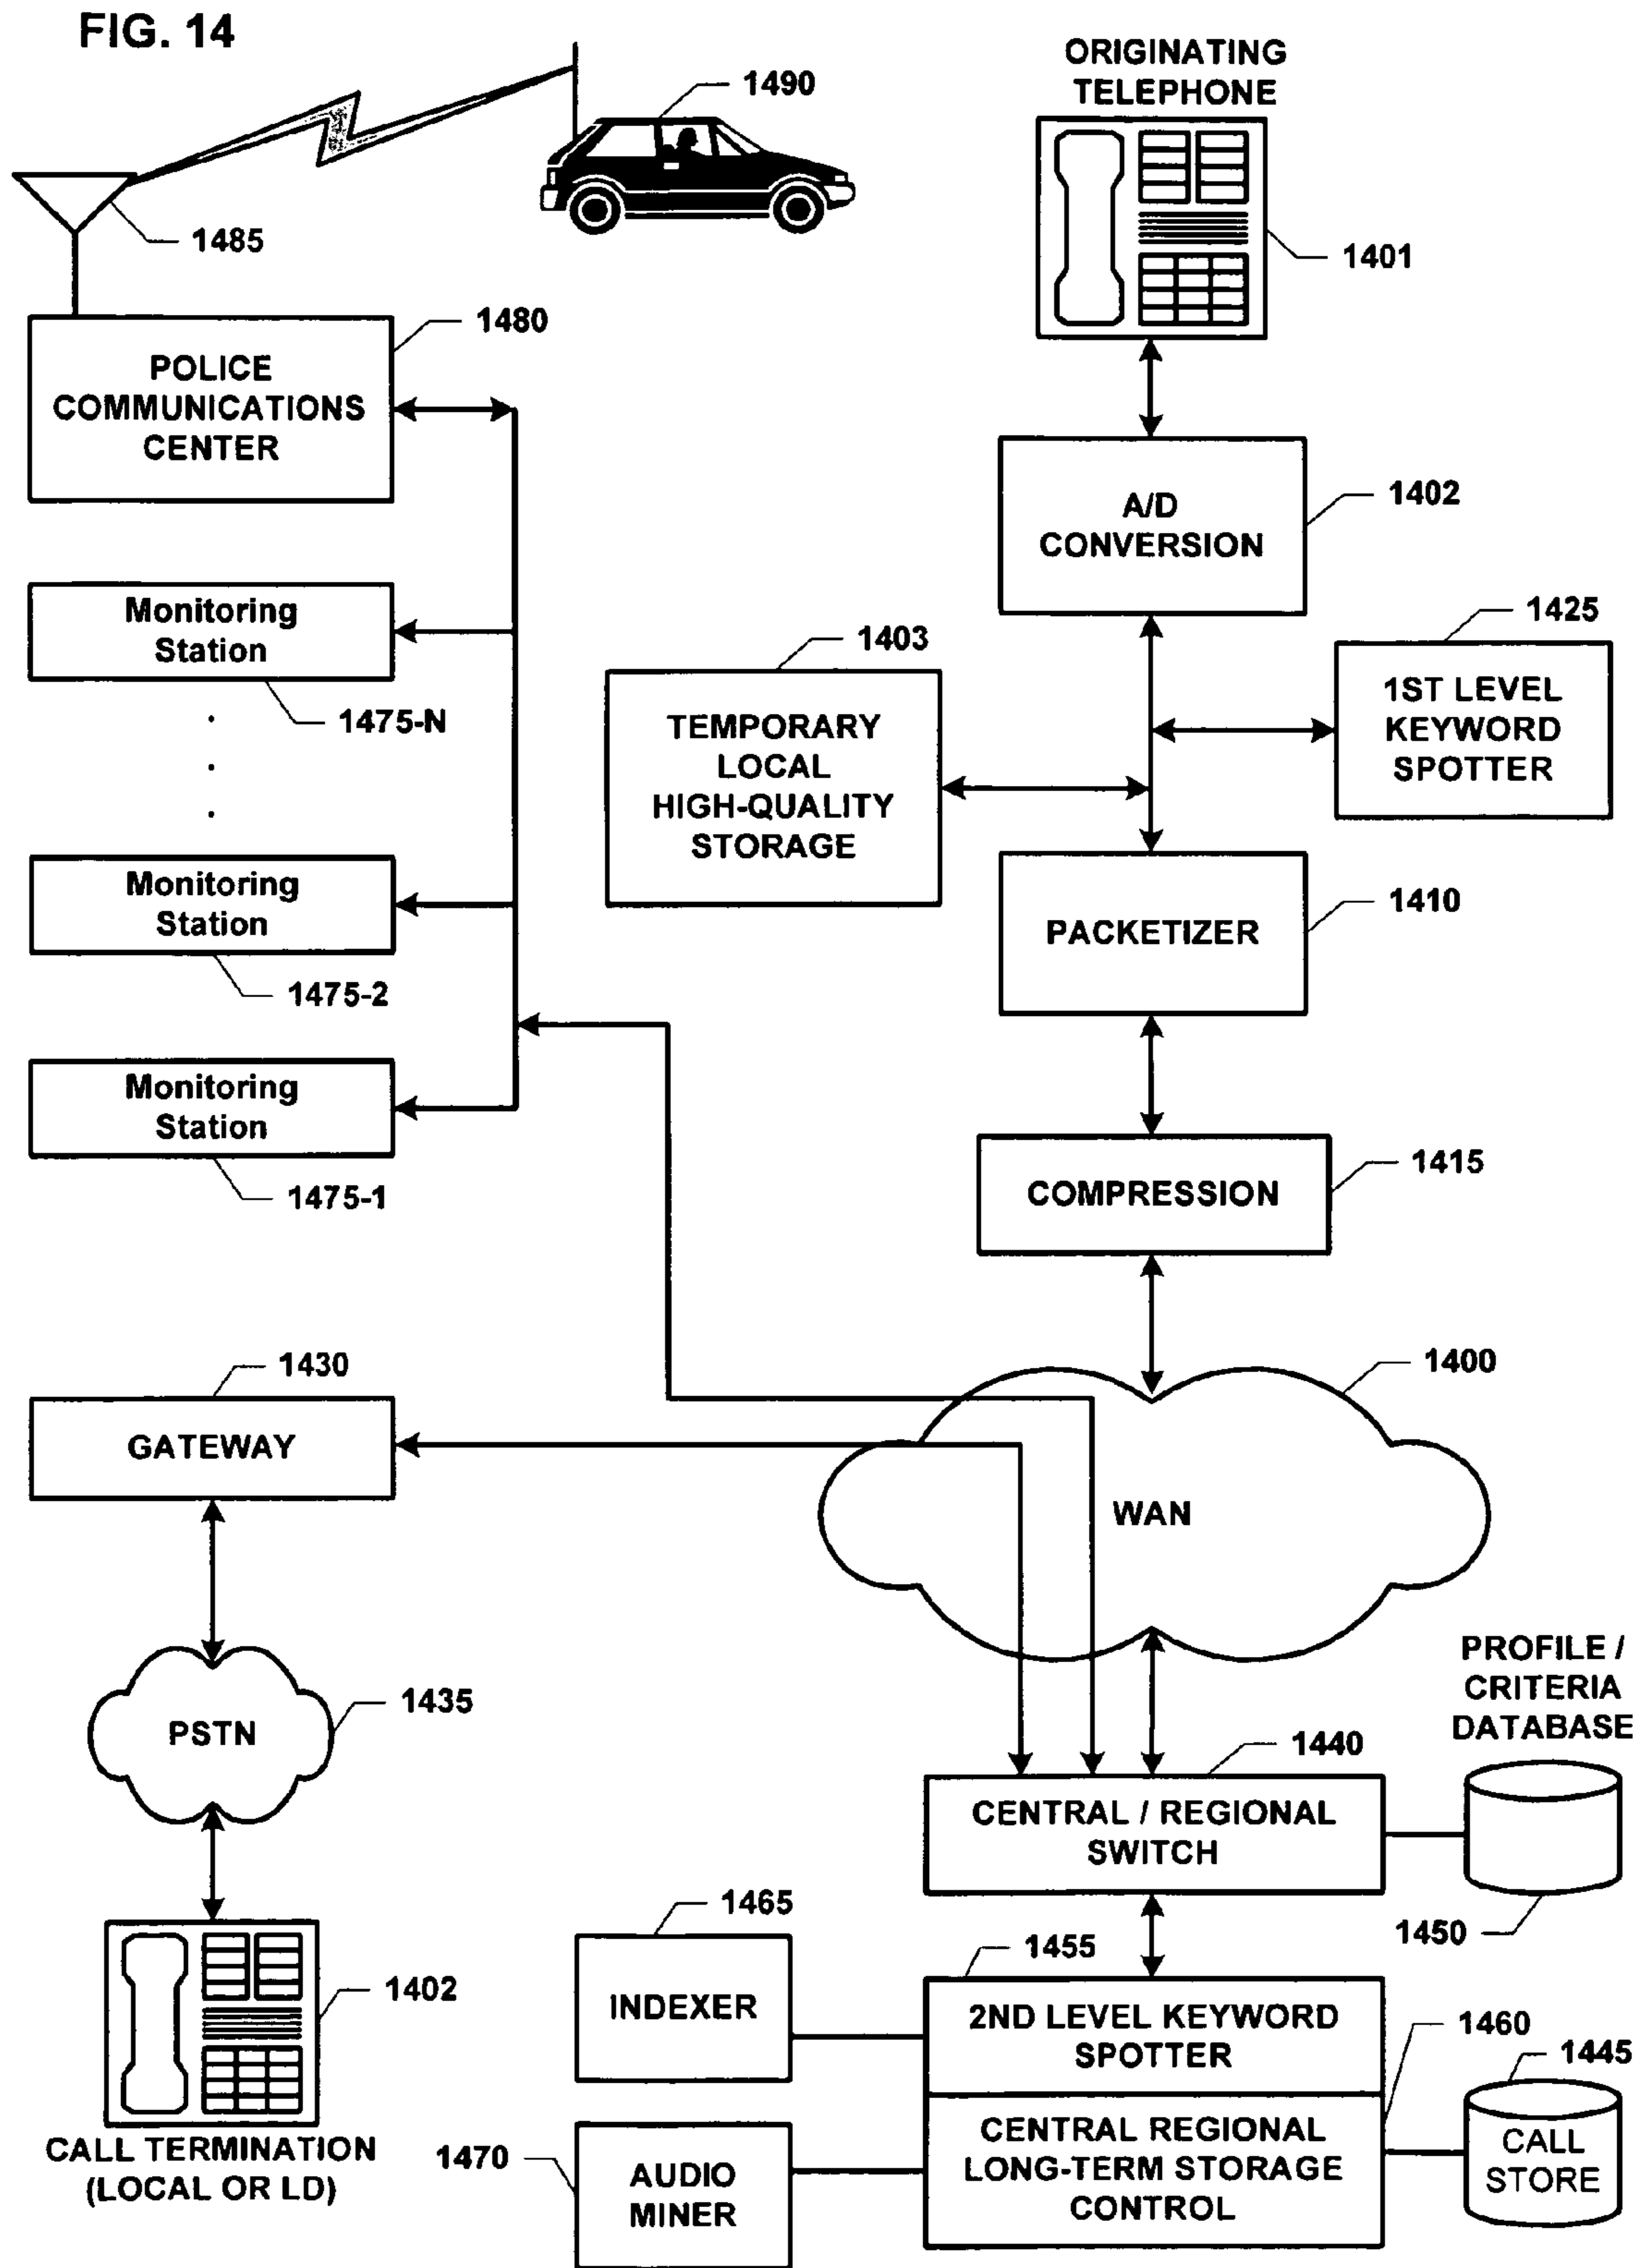 FIG. 14
1490
1485
ORIGINATING
TELEPHONE
1401
1480
POLICE
COMMUNICATIONS
CENTER
A/D
CONVERSION
1402
Monitoring
Station
1475-N
1403
TEMPORARY
LOCAL
HIGH-QUALITY
STORAGE
1425
1ST LEVEL
KEYWORD
SPOTTER
Monitoring
Station
1475-2
PACKETIZER
1410
Monitoring
Station
1475-1
COMPRESSION
1415
1430
GATEWAY
1400
WAN
PSTN
1435
PROFILE /
CRITERIA
DATABASE
1440
CENTRAL / REGIONAL
SWITCH
1450
1402
CALL TERMINATION
(LOCAL OR LD)
1465
INDEXER
1455
2ND LEVEL KEYWORD
SPOTTER
1460
1445
CALL
STORE
1470
AUDIO
MINER
CENTRAL REGIONAL
LONG-TERM STORAGE
CONTROL